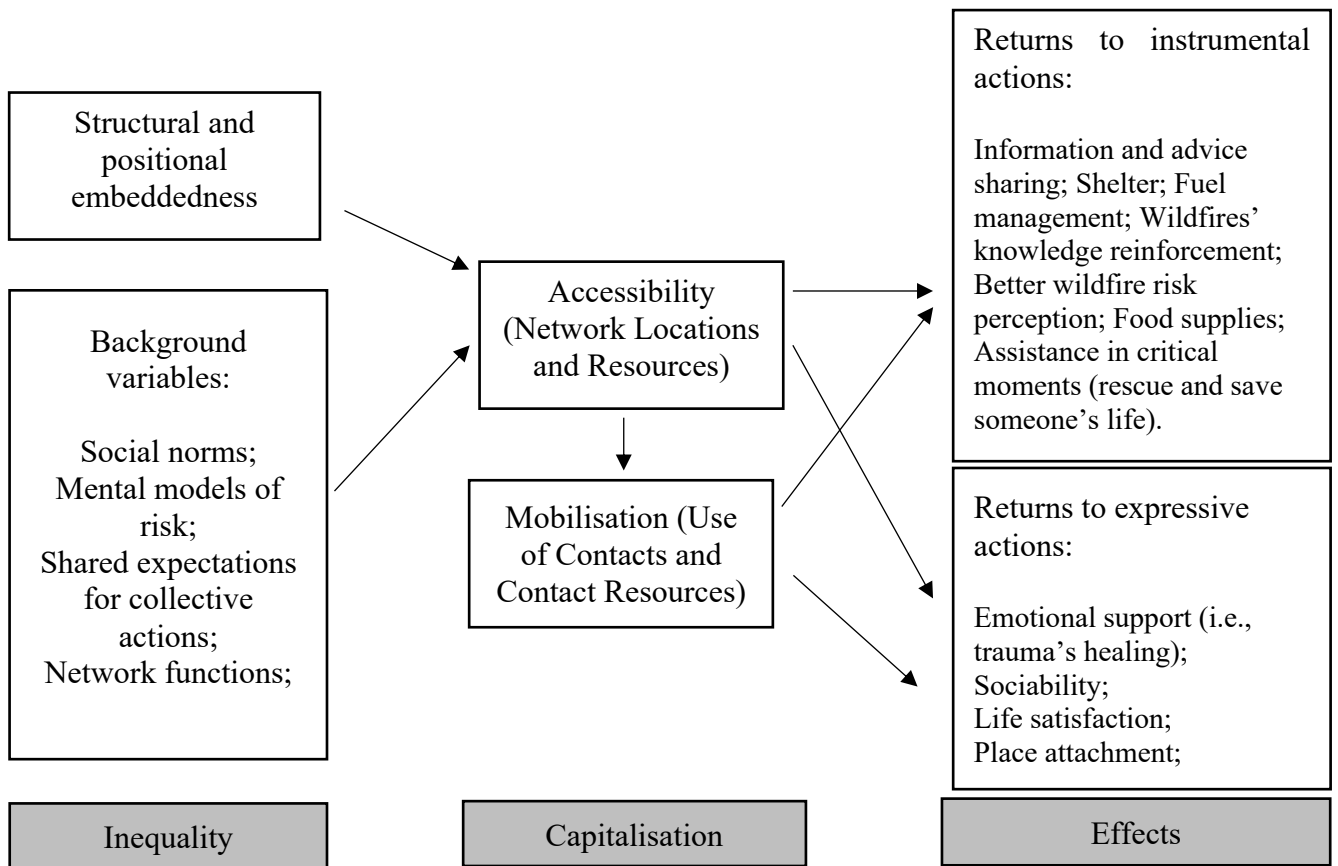 Structural and
positional
embeddedness
Background
variables:
Social norms;
Mental models of
risk;
Shared expectations
for collective
actions;
Network functions;
Inequality
Accessibility
(Network Locations
and Resources)
Mobilisation (Use
of Contacts and
Contact Resources)
Capitalisation
Returns to instrumental
actions:
Information and advice
sharing; Shelter; Fuel
management; Wildfires’
knowledge reinforcement;
Better wildfire risk
perception; Food supplies;
Assistance in critical
moments (rescue and save
someone’s life).
Returns to expressive
actions:
Emotional support (i.e.,
trauma’s healing);
Sociability;
Life satisfaction;
Place attachment;
Effects